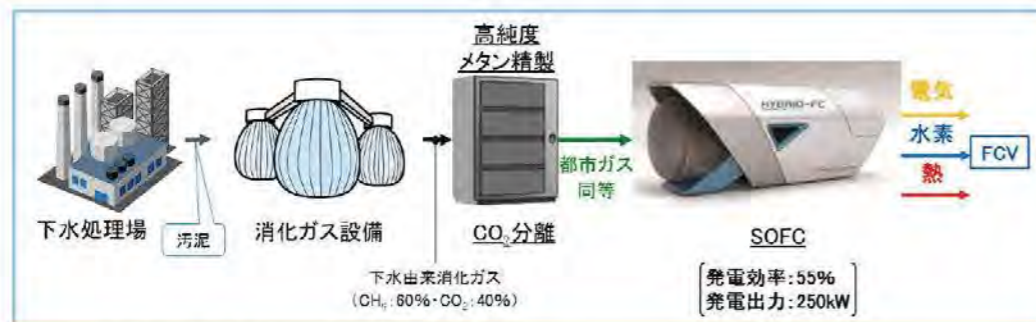 高純度
メタン精製
HYBRID-FC
電気
水素
FCV
熱
都市ガス
同等
下水処理場
汚泥
消化ガス設備
CO₂分離
SOFC
下水由来消化ガス
(CH₄:60%・CO₂:40%)
発電効率:55%
発電出力:250kW